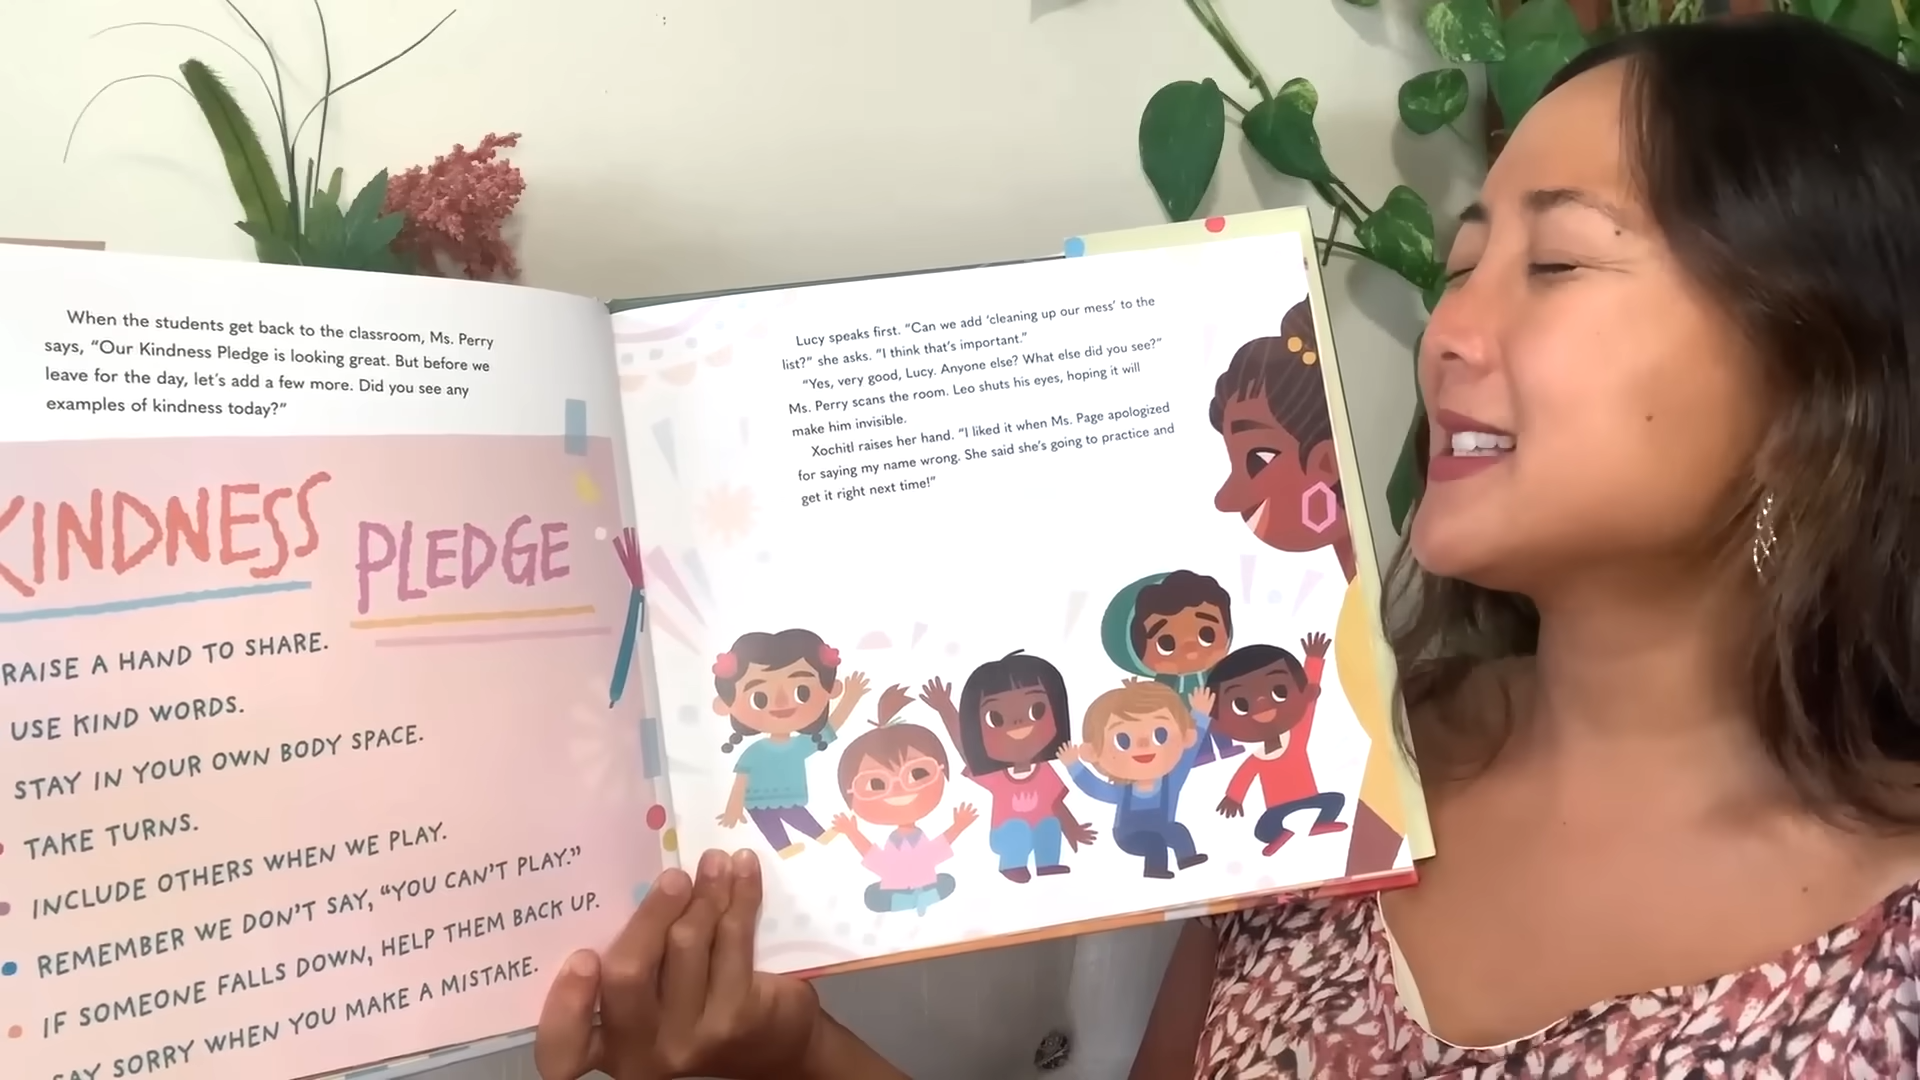 When the students get back to the classroom, Ms. Perry
says, “Our Kindness Pledge is looking great. But before we
leave for the day, let’s add a few more. Did you see any
examples of kindness today?”
KINDNESS
PLEDGE
RAISE A HAND TO SHARE.
USE KIND WORDS.
STAY IN YOUR OWN BODY SPACE.
TAKE TURNS.
INCLUDE OTHERS WHEN WE PLAY.
REMEMBER WE DON’T SAY, “YOU CAN’T PLAY.”
IF SOMEONE FALLS DOWN, HELP THEM BACK UP.
SAY SORRY WHEN YOU MAKE A MISTAKE.
Lucy speaks first. “Can we add ‘cleaning up our mess’ to the
list?” she asks. “I think that’s important.”
“Yes, very good, Lucy. Anyone else? What else did you see?”
Ms. Perry scans the room. Leo shuts his eyes, hoping it will
make him invisible.
Xochitl raises her hand. “I liked it when Ms. Page apologized
for saying my name wrong. She said she’s going to practice and
get it right next time!”